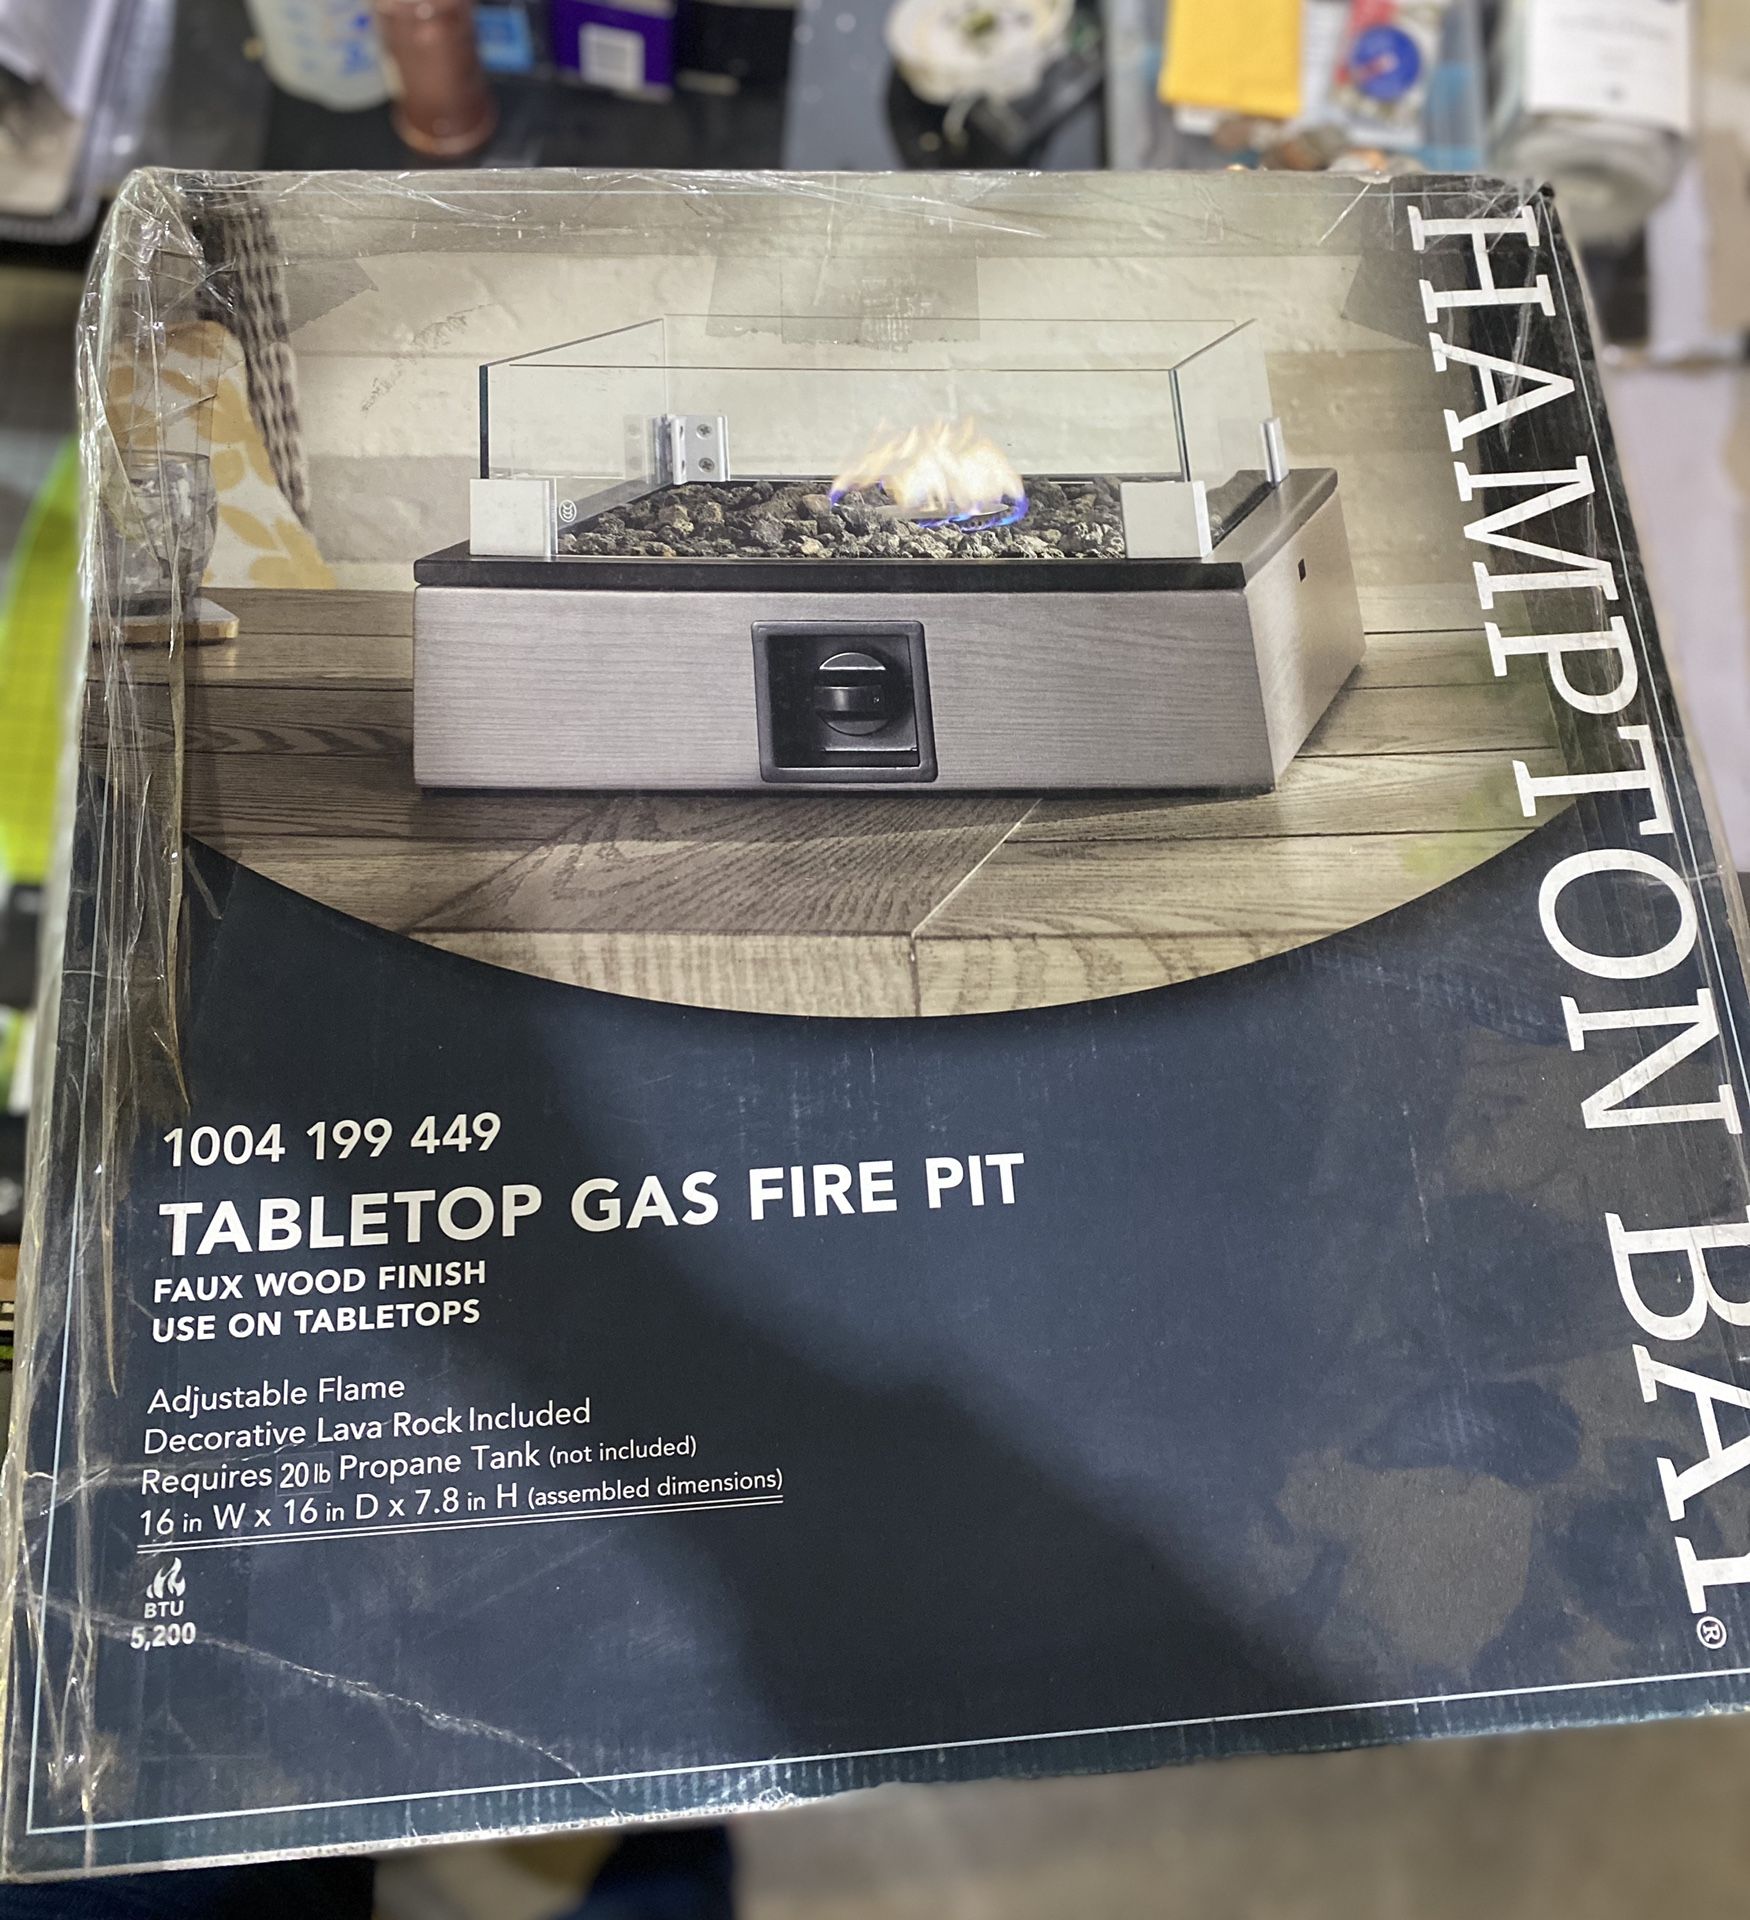 HAMPTON BAY®
1004 199 449
TABLETOP GAS FIRE PIT
FAUX WOOD FINISH
USE ON TABLETOPS
Adjustable Flame
Decorative Lava Rock Included
Requires 20 lb Propane Tank (not included)
16 in W x 16 in D x 7.8 in H (assembled dimensions)
BTU
5,200